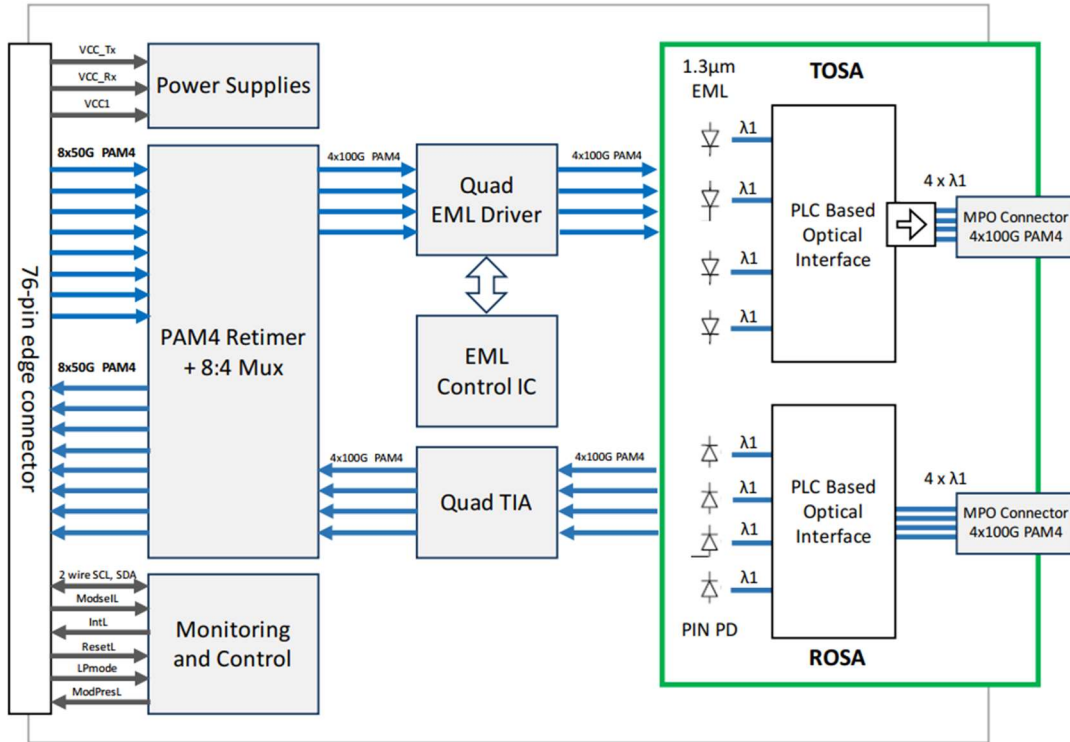 VCC_Tx
VCC_Rx
VCC1
Power Supplies
8x50G PAM4
8x50G PAM4
76-pin edge connector
PAM4 Retimer
+ 8:4 Mux
4x100G PAM4
Quad
EML Driver
4x100G PAM4
EML
Control IC
4x100G PAM4
Quad TIA
4x100G PAM4
2 wire SCL, SDA
ModselL
IntL
ResetL
LPmode
ModPresL
Monitoring
and Control
1.3μm
EML
TOSA
λ1
λ1
λ1
λ1
PLC Based
Optical
Interface
4 x λ1
MPO Connector
4x100G PAM4
λ1
λ1
λ1
λ1
PIN PD
PLC Based
Optical
Interface
4 x λ1
MPO Connector
4x100G PAM4
ROSA